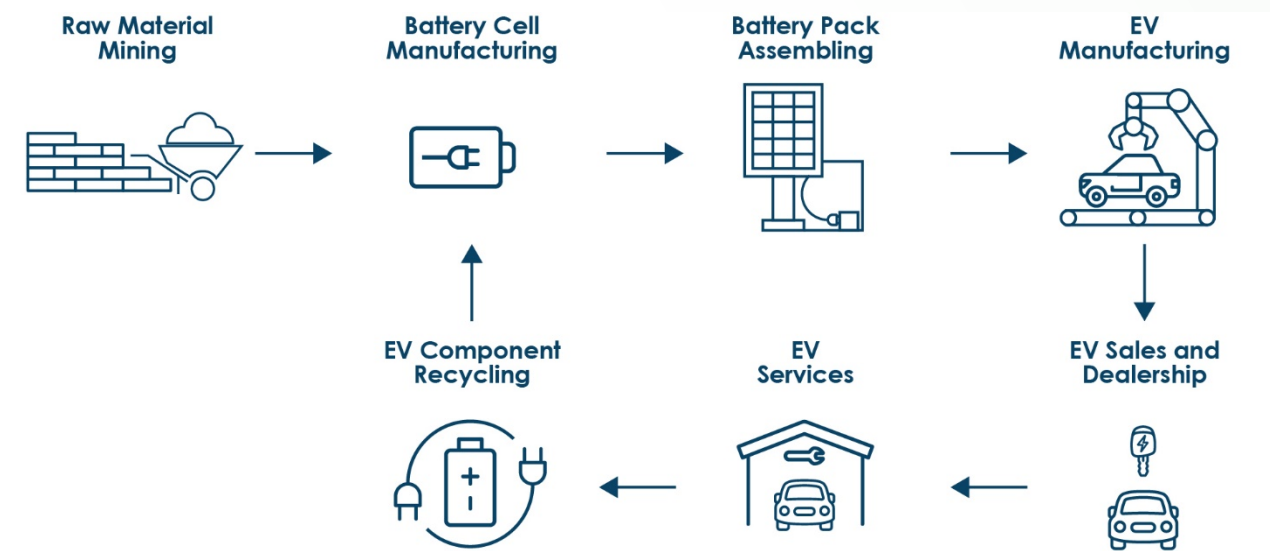 Raw Material
Mining
Battery Cell
Manufacturing
Battery Pack
Assembling
EV
Manufacturing
EV Component
Recycling
EV
Services
EV Sales and
Dealership